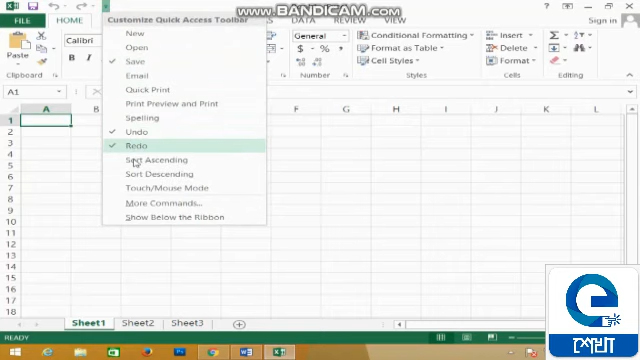 WWW.BANDICAM.COM
FILE HOME DATA REVIEW VIEW Sign in
Customize Quick Access Toolbar
New
Open
Save
Email
Quick Print
Print Preview and Print
Spelling
Undo
Redo
Sort Ascending
Sort Descending
Touch/Mouse Mode
More Commands...
Show Below the Ribbon
Paste
Clipboard
Calibri
B I
General
$ % ,
Number
Conditional Formatting
Format as Table
Cell Styles
Styles
Insert
Delete
Format
Cells
Editing
A1
A B F G H I J K L
1
2
3
4
5
6
7
8
9
10
11
12
13
14
15
16
17
18
Sheet1 Sheet2 Sheet3
READY
শেখা